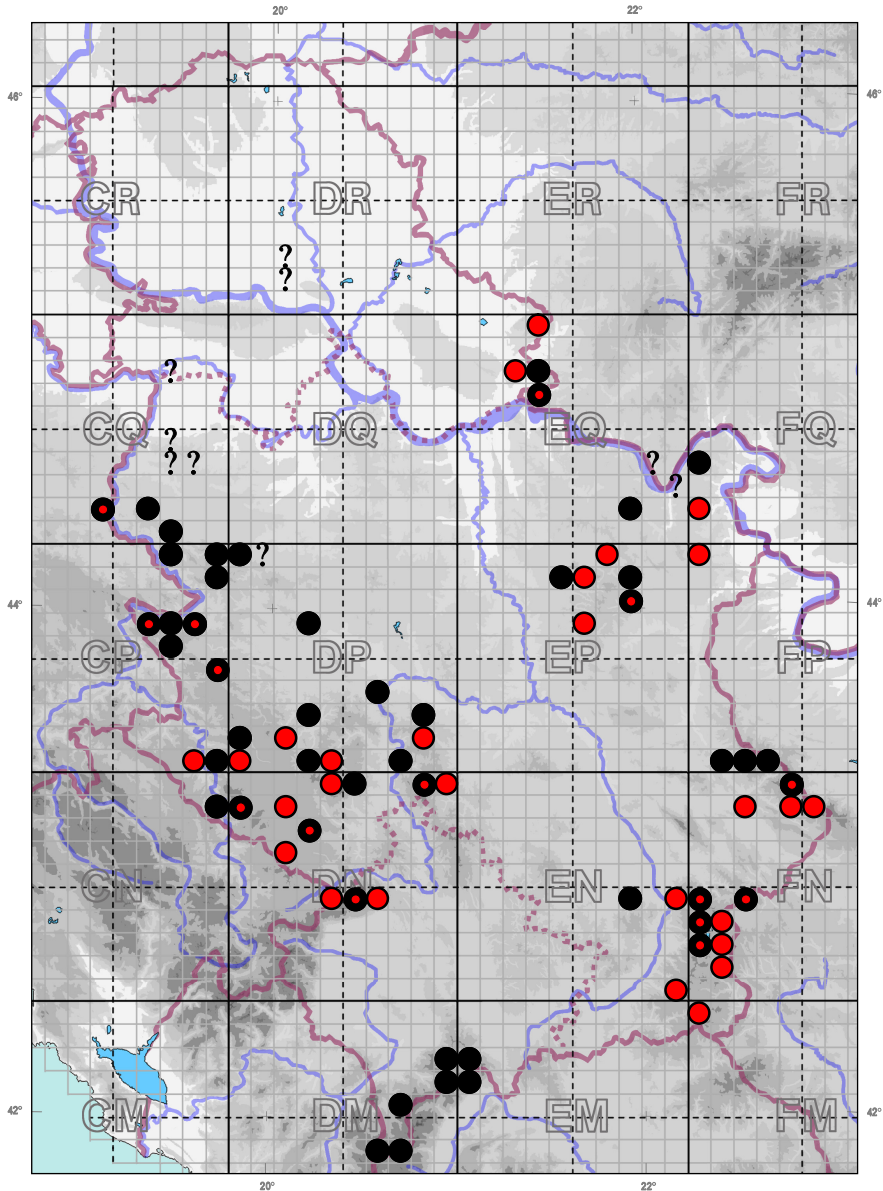 20° 22°
46° 46°
CR DR ER FR
?
?
?
CQ DQ EQ FQ
?
? ? ?
?
?
44° 44°
CP DP EP FP
CN DN EN FN
42° 42°
CM DM EM FM
20° 22°